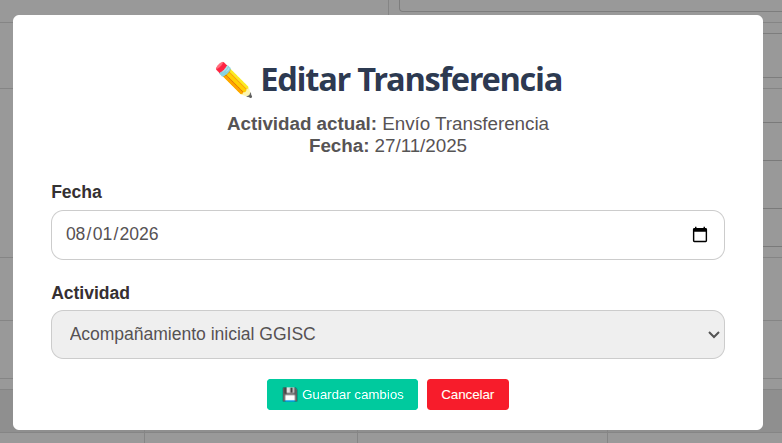 Editar Transferencia
Actividad actual: Envío Transferencia
Fecha: 27/11/2025
Fecha
08/01/2026
Actividad
Acompañamiento inicial GGISC
Guardar cambios
Cancelar